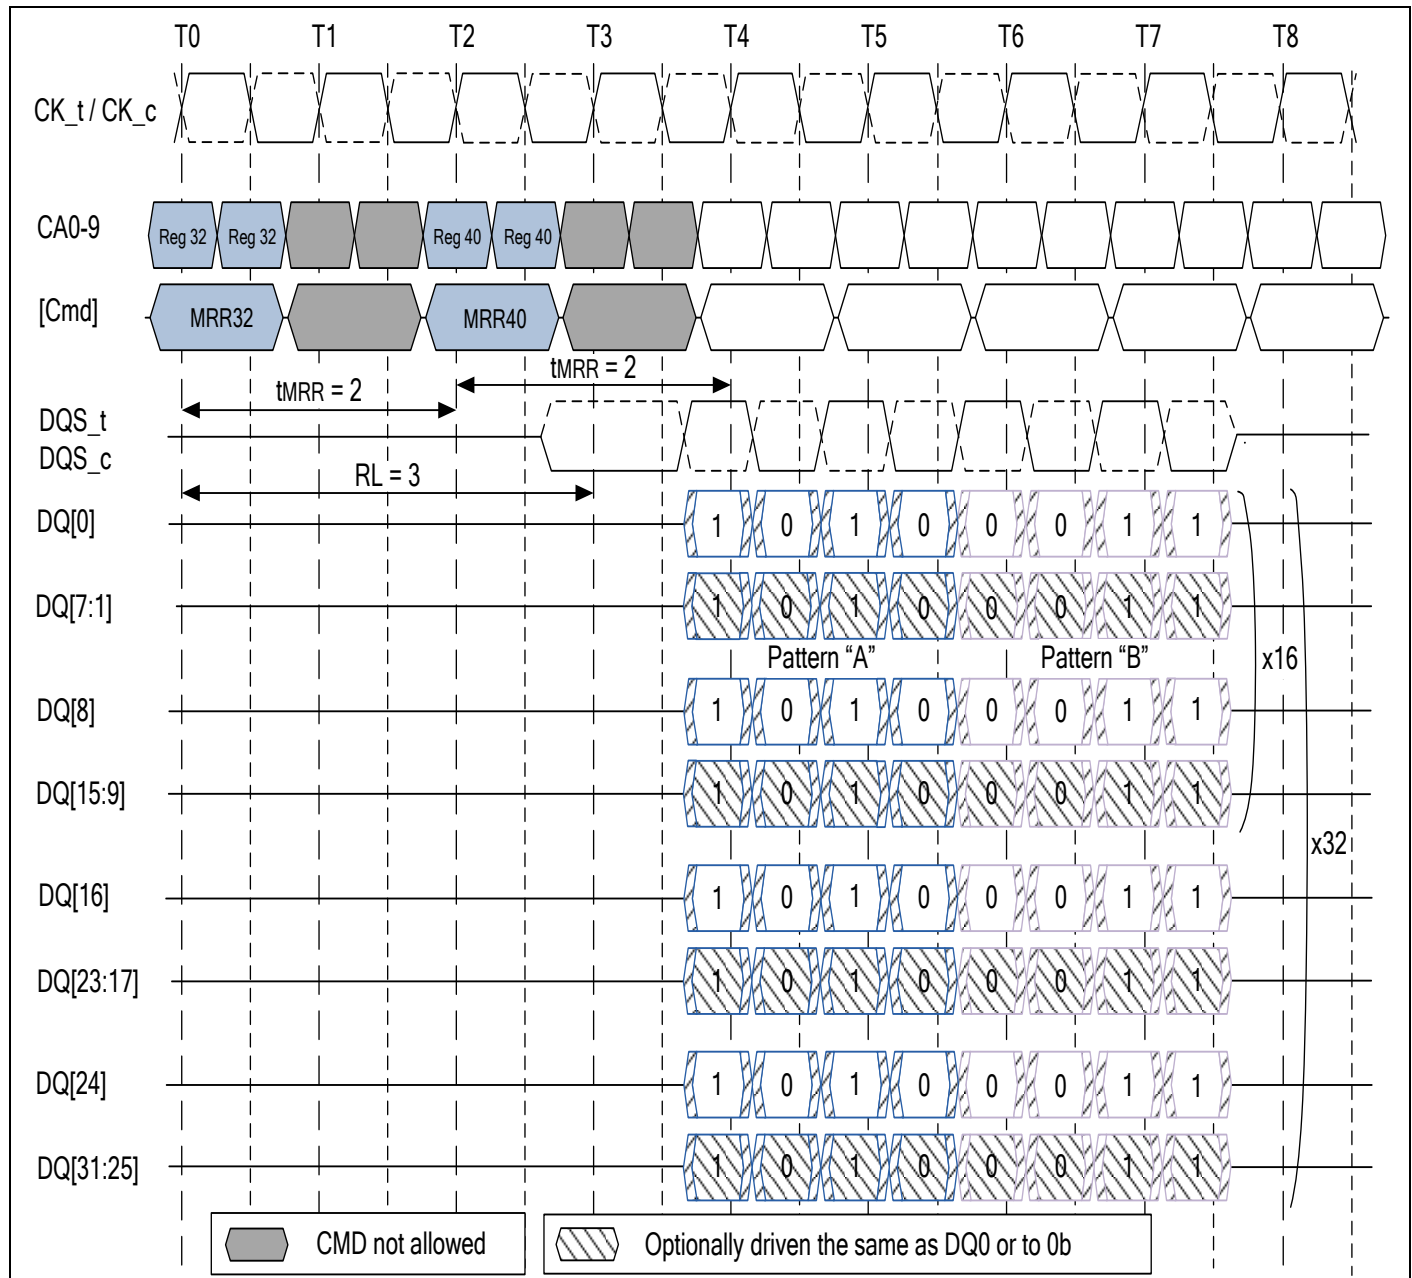 T0 T1 T2 T3 T4 T5 T6 T7 T8
CK_t / CK_c
CA0-9 Reg 32 Reg 32 Reg 40 Reg 40
[Cmd] MRR32 MRR40
tMRR = 2
tMRR = 2
DQS_t
DQS_c
RL = 3
DQ[0] 1 0 1 0 0 0 1 1
DQ[7:1] 1 0 1 0 0 0 1 1
Pattern “A” Pattern “B” x16
DQ[8] 1 0 1 0 0 0 1 1
DQ[15:9] 1 0 1 0 0 0 1 1
x32
DQ[16] 1 0 1 0 0 0 1 1
DQ[23:17] 1 0 1 0 0 0 1 1
DQ[24] 1 0 1 0 0 0 1 1
DQ[31:25] 1 0 1 0 0 0 1 1
CMD not allowed Optionally driven the same as DQ0 or to 0b